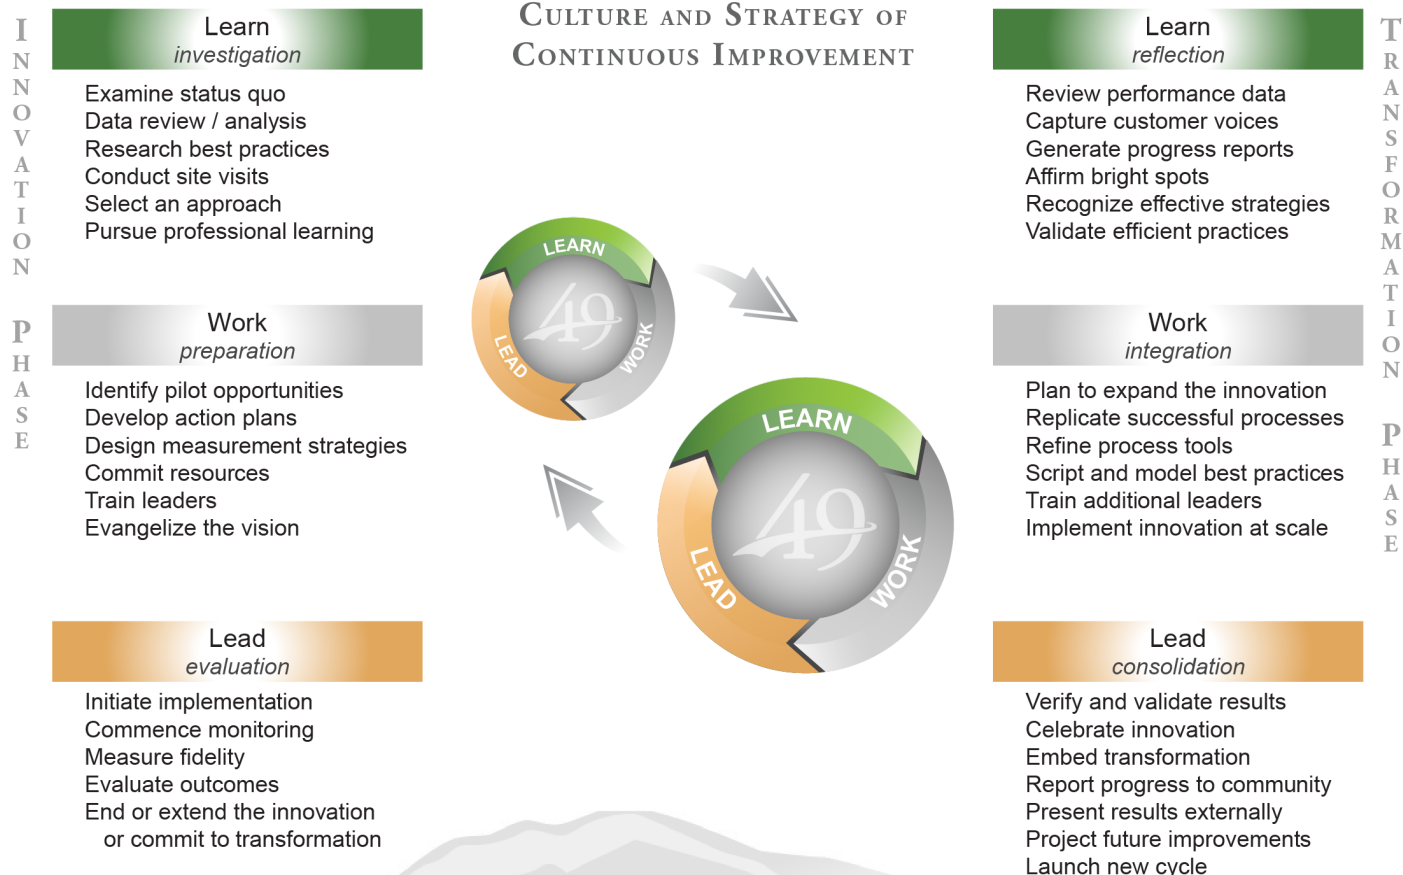 CULTURE AND STRATEGY OF
CONTINUOUS IMPROVEMENT
INNOVATION PHASE
Learn
investigation
Examine status quo
Data review / analysis
Research best practices
Conduct site visits
Select an approach
Pursue professional learning
Work
preparation
Identify pilot opportunities
Develop action plans
Design measurement strategies
Commit resources
Train leaders
Evangelize the vision
Lead
evaluation
Initiate implementation
Commence monitoring
Measure fidelity
Evaluate outcomes
End or extend the innovation
or commit to transformation
LEARN
WORK
LEAD
49
LEARN
WORK
LEAD
49
TRANSFORMATION PHASE
Learn
reflection
Review performance data
Capture customer voices
Generate progress reports
Affirm bright spots
Recognize effective strategies
Validate efficient practices
Work
integration
Plan to expand the innovation
Replicate successful processes
Refine process tools
Script and model best practices
Train additional leaders
Implement innovation at scale
Lead
consolidation
Verify and validate results
Celebrate innovation
Embed transformation
Report progress to community
Present results externally
Project future improvements
Launch new cycle